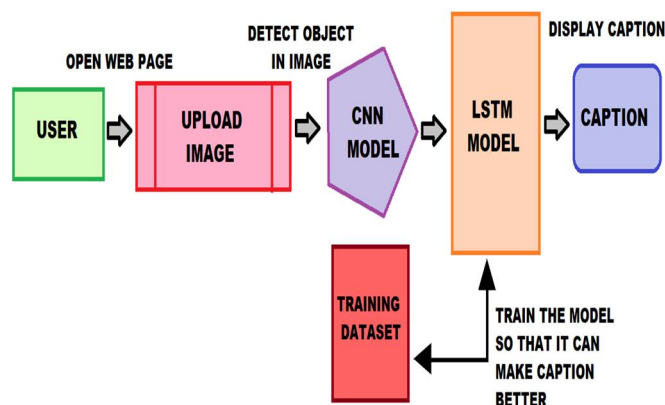 OPEN WEB PAGE
DETECT OBJECT
IN IMAGE
DISPLAY CAPTION
USER
UPLOAD
IMAGE
CNN
MODEL
LSTM
MODEL
CAPTION
TRAINING
DATASET
TRAIN THE MODEL
SO THAT IT CAN
MAKE CAPTION
BETTER